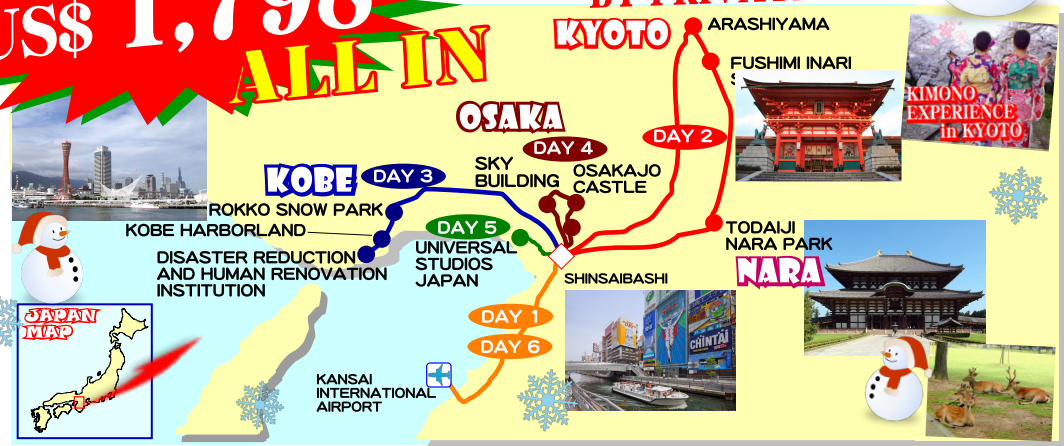 US$ 1,798
ALL IN
BY PRIVATE
KYOTO
ARASHIYAMA
FUSHIMI INARI
KIMONO
EXPERIENCE
in KYOTO
OSAKA
DAY 2
DAY 4
SKY
BUILDING
OSAKAJO
CASTLE
KOBE
DAY 3
ROKKO SNOW PARK
KOBE HARBORLAND
DAY 5
UNIVERSAL
STUDIOS
JAPAN
DISASTER REDUCTION
AND HUMAN RENOVATION
INSTITUTION
TODAIJI
NARA PARK
NARA
SHINSAIBASHI
CHINTAI
DAY 1
DAY 6
JAPAN
MAP
KANSAI
INTERNATIONAL
AIRPORT